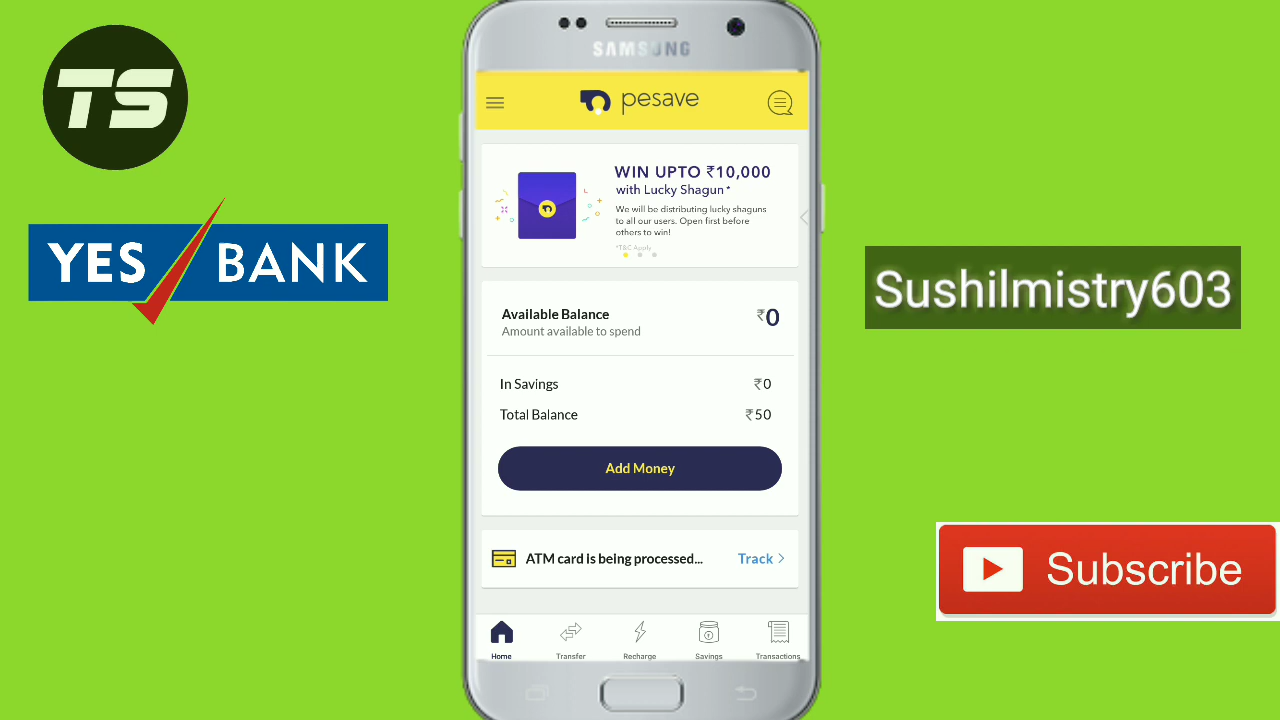 TS
YES BANK
SAMSUNG
pesave
WIN UPTO ₹10,000
with Lucky Shagun*
We will be distributing lucky shaguns
to all our users. Open first before
others to win!
*T&C Apply
Available Balance
₹0
Amount available to spend
In Savings
₹0
Total Balance
₹50
Add Money
ATM card is being processed...
Track
Home
Transfer
Recharge
Savings
Transactions
Sushilmistry603
Subscribe